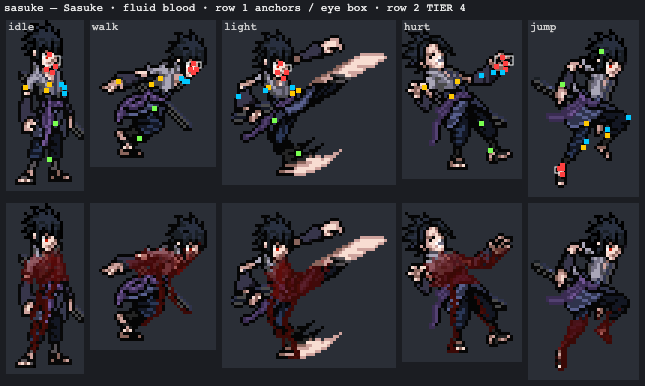 sasuke — Sasuke · fluid blood · row 1 anchors / eye box · row 2 TIER 4
idle
walk
light
hurt
jump